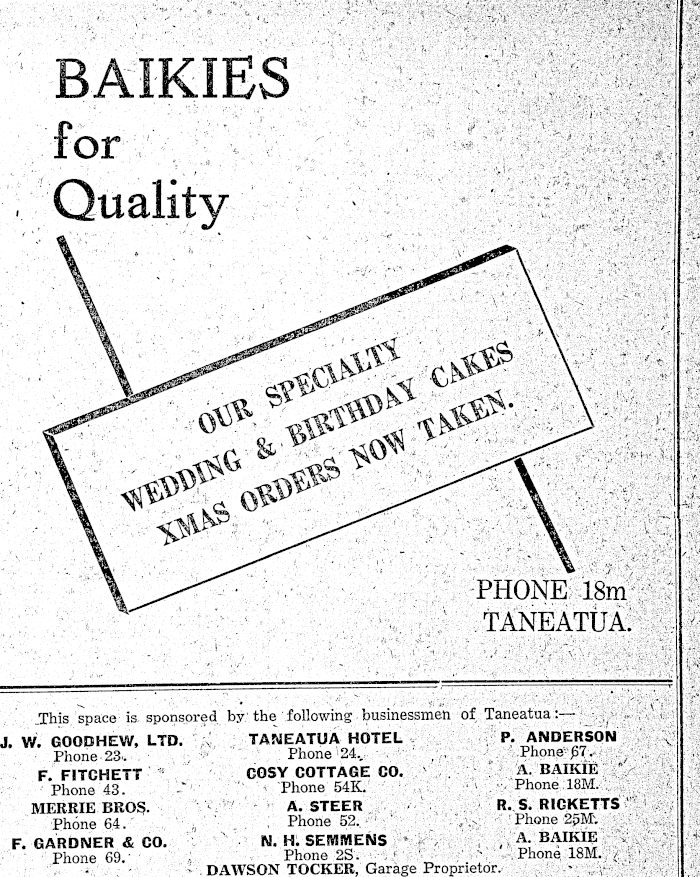 BAIKIES
for
Quality
OUR SPECIALTY
WEDDING & BIRTHDAY CAKES
XMAS ORDERS NOW TAKEN.
PHONE 18m
TANEATUA.
This space is sponsored by the following businessmen of Taneatua:—
J. W. GOODHEW, LTD.
Phone 23.
F. FITCHETT
Phone 43.
MERRIE BROS.
Phone 64.
F. GARDNER & CO.
Phone 69.
TANEATUA HOTEL
Phone 24.
COSY COTTAGE CO.
Phone 54K.
A. STEER
Phone 52.
N. H. SEMMENS
Phone 2S.
P. ANDERSON
Phone 67.
A. BAIKIE
Phone 18M.
R. S. RICKETTS
Phone 25M.
A. BAIKIE
Phone 18M.
DAWSON TOCKER, Garage Proprietor.